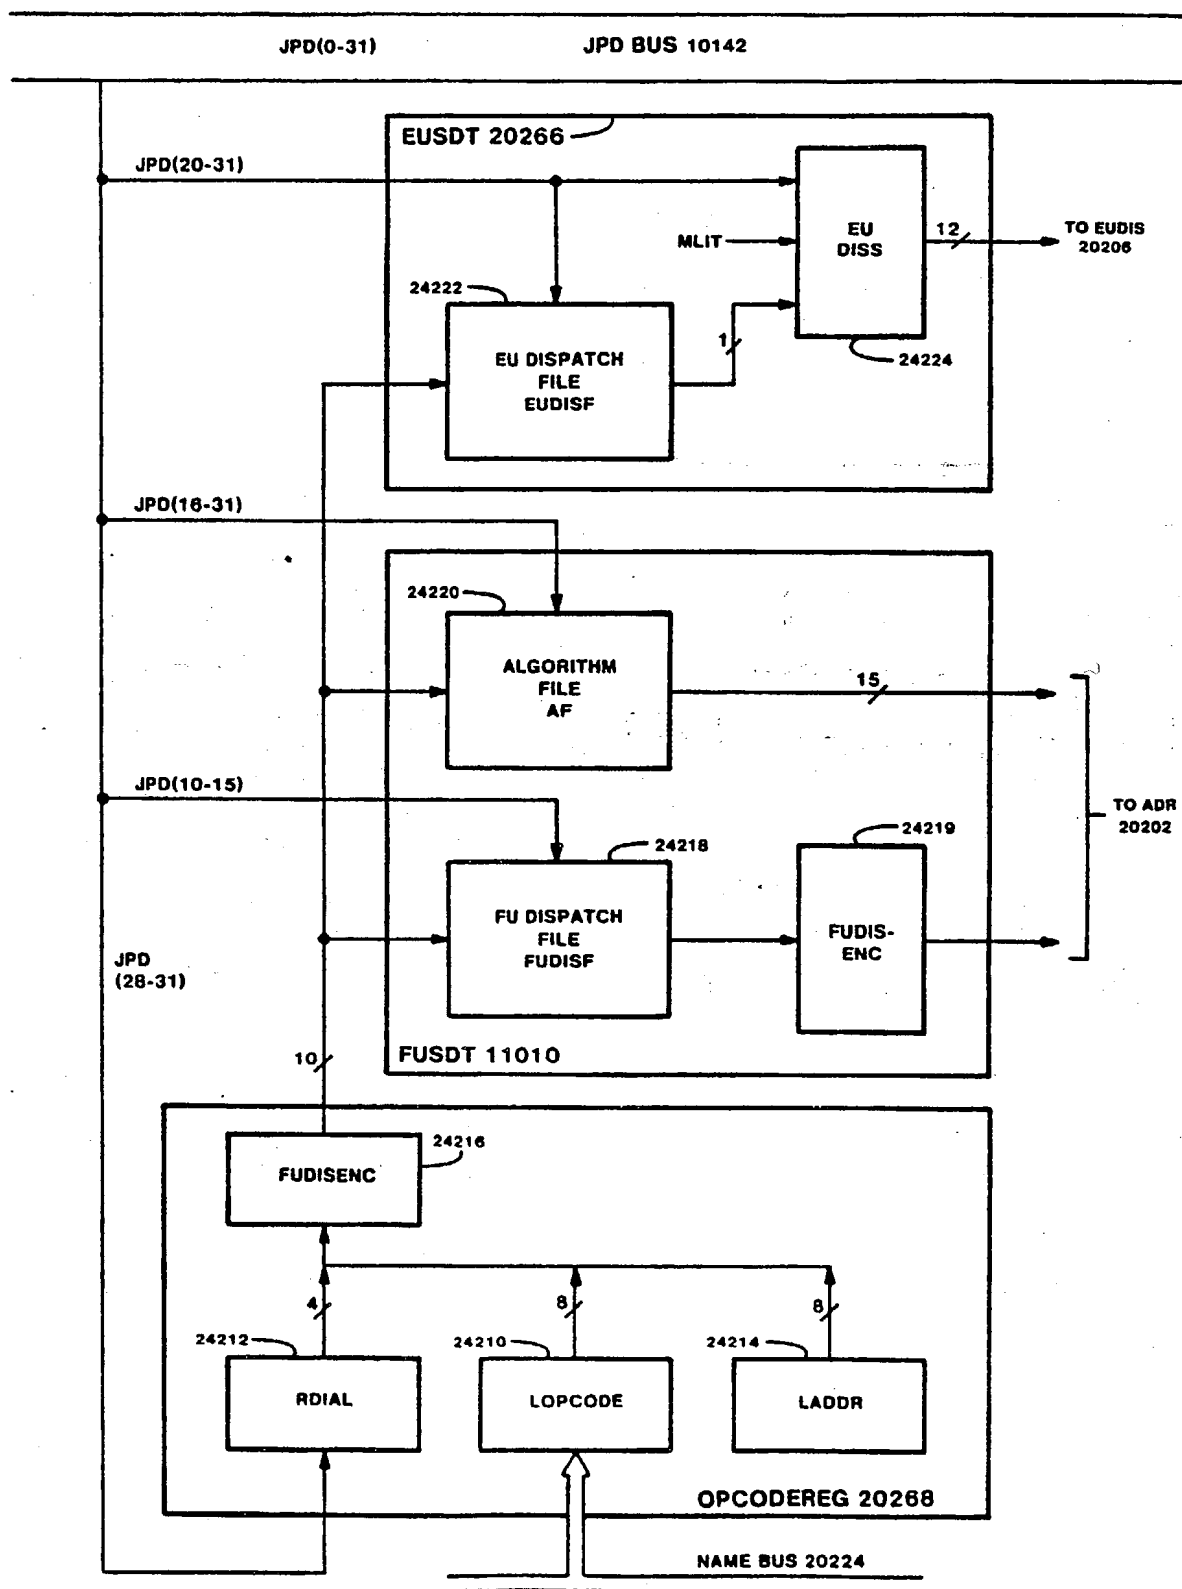 JPD(0-31)
JPD BUS 10142
EUSDT 20266
JPD(20-31)
MLIT
EU
DISS
12
TO EUDIS
20206
24222
24224
EU DISPATCH
FILE
EUDISF
1
JPD(16-31)
24220
ALGORITHM
FILE
AF
15
JPD(10-15)
TO ADR
20202
24218
24219
FU DISPATCH
FILE
FUDISF
FUDIS-
ENC
JPD
(28-31)
10
FUSDT 11010
FUDISENC
24216
4
8
8
24212
24210
24214
RDIAL
LOPCODE
LADDR
OPCODEREG 20268
NAME BUS 20224